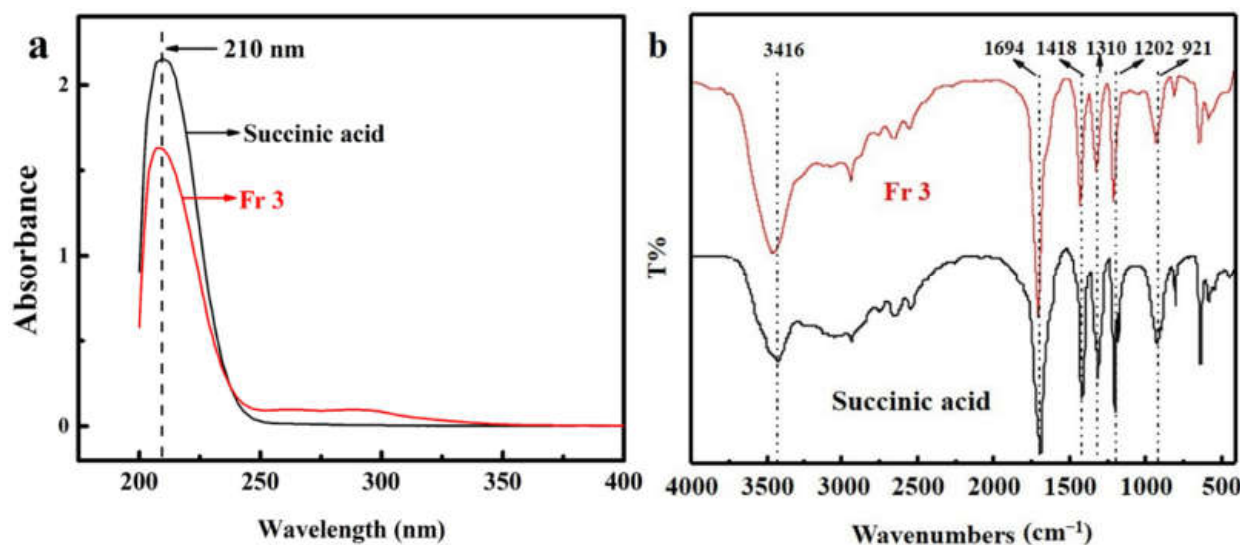 a
210 nm
Succinic acid
Fr 3
Absorbance
2
1
0
200 250 300 350 400
Wavelength (nm)
b
3416 1694 1418 1310 1202 921
Fr 3
T%
Succinic acid
4000 3500 3000 2500 2000 1500 1000 500
Wavenumbers (cm⁻¹)